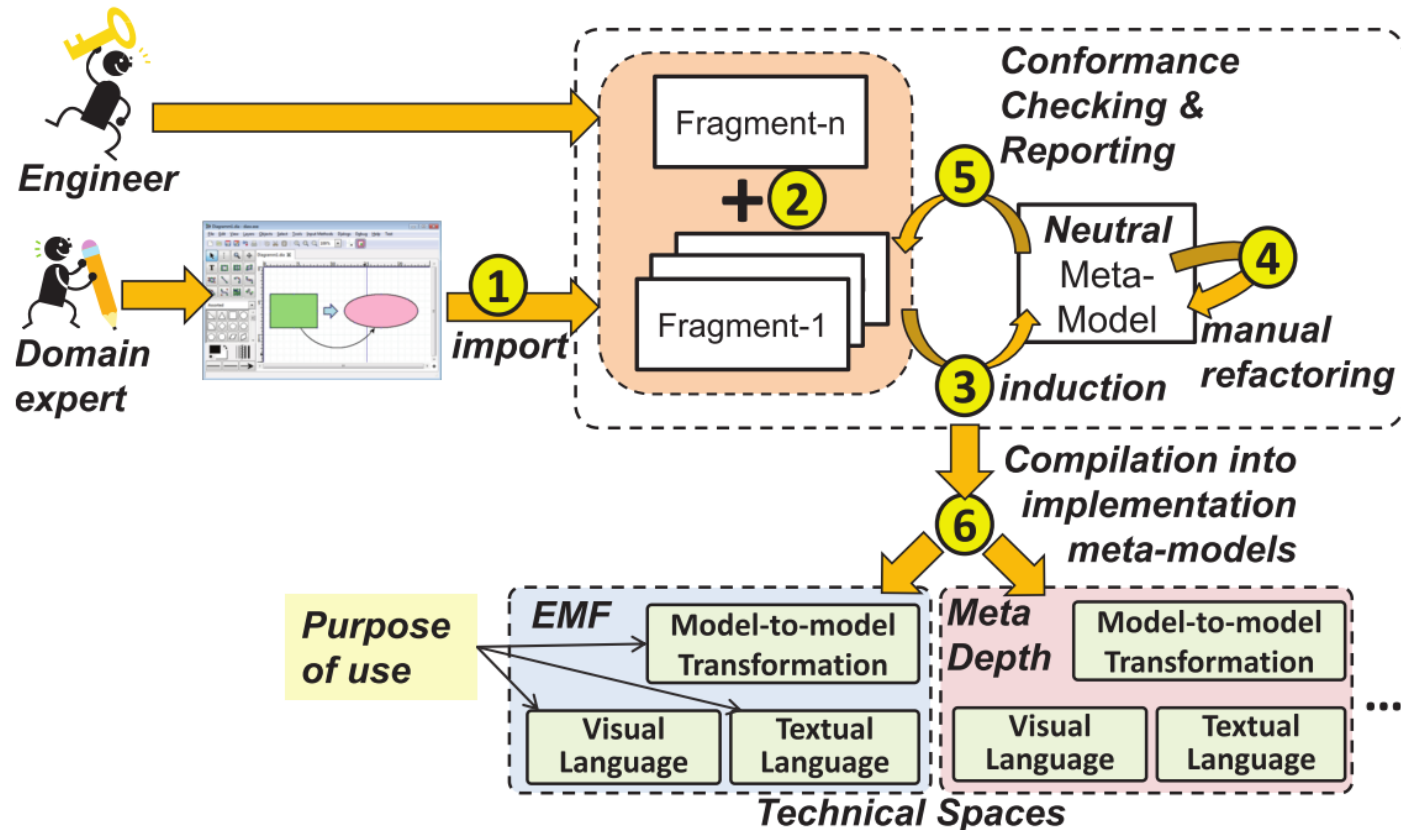 Engineer
Domain
expert
Diagram1.dia
1
import
Fragment-n
+
2
Fragment-1
Conformance
Checking &
Reporting
5
Neutral
Meta-
Model
4
manual
refactoring
3
induction
Compilation into
implementation
meta-models
6
Purpose
of use
EMF
Model-to-model
Transformation
Visual
Language
Textual
Language
Meta
Depth
Model-to-model
Transformation
Visual
Language
Textual
Language
...
Technical Spaces